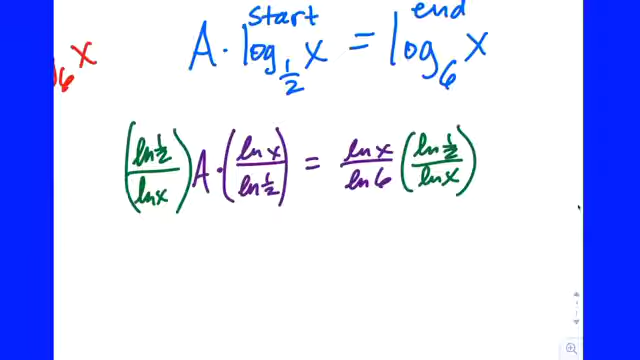 start end
A · log_{1/2} x = log_6 x
log_6 x
(ln 1/2 / ln x) A · (ln x / ln 1/2) = ln x / ln 6 (ln 1/2 / ln x)